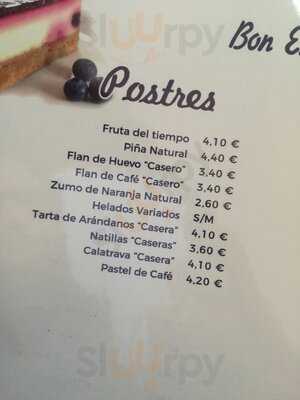 Sluurpy
Bon
Postres
Fruta del tiempo 4,10 €
Piña Natural 4,40 €
Flan de Huevo "Casero" 3,40 €
Flan de Café "Casero" 3,40 €
Zumo de Naranja Natural 2,60 €
Helados Variados S/M
Tarta de Arándanos "Casera" 4,10 €
Natillas "Caseras" 3,60 €
Calatrava "Casera" 4,10 €
Pastel de Café 4,20 €
Sluurpy